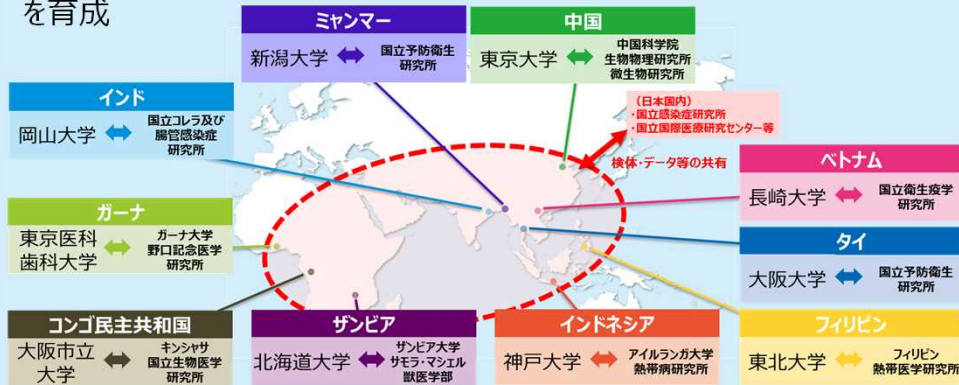 を育成
ミャンマー
新潟大学
国立予防衛生
研究所
中国
東京大学
中国科学院
生物物理研究所
微生物研究所
インド
岡山大学
国立コレラ及び
腸管感染症
研究所
(日本国内)
・国立感染症研究所
・国立国際医療研究センター等
検体・データ等の共有
ベトナム
長崎大学
国立衛生疫学
研究所
ガーナ
東京医科
歯科大学
ガーナ大学
野口記念医学
研究所
タイ
大阪大学
国立予防衛生
研究所
コンゴ民主共和国
大阪市立
大学
キンシャサ
国立生物医学
研究所
ザンビア
北海道大学
ザンビア大学
サモラ・マシェル
獣医学部
インドネシア
神戸大学
アイルランガ大学
熱帯病研究所
フィリピン
東北大学
フィリピン
熱帯医学研究所